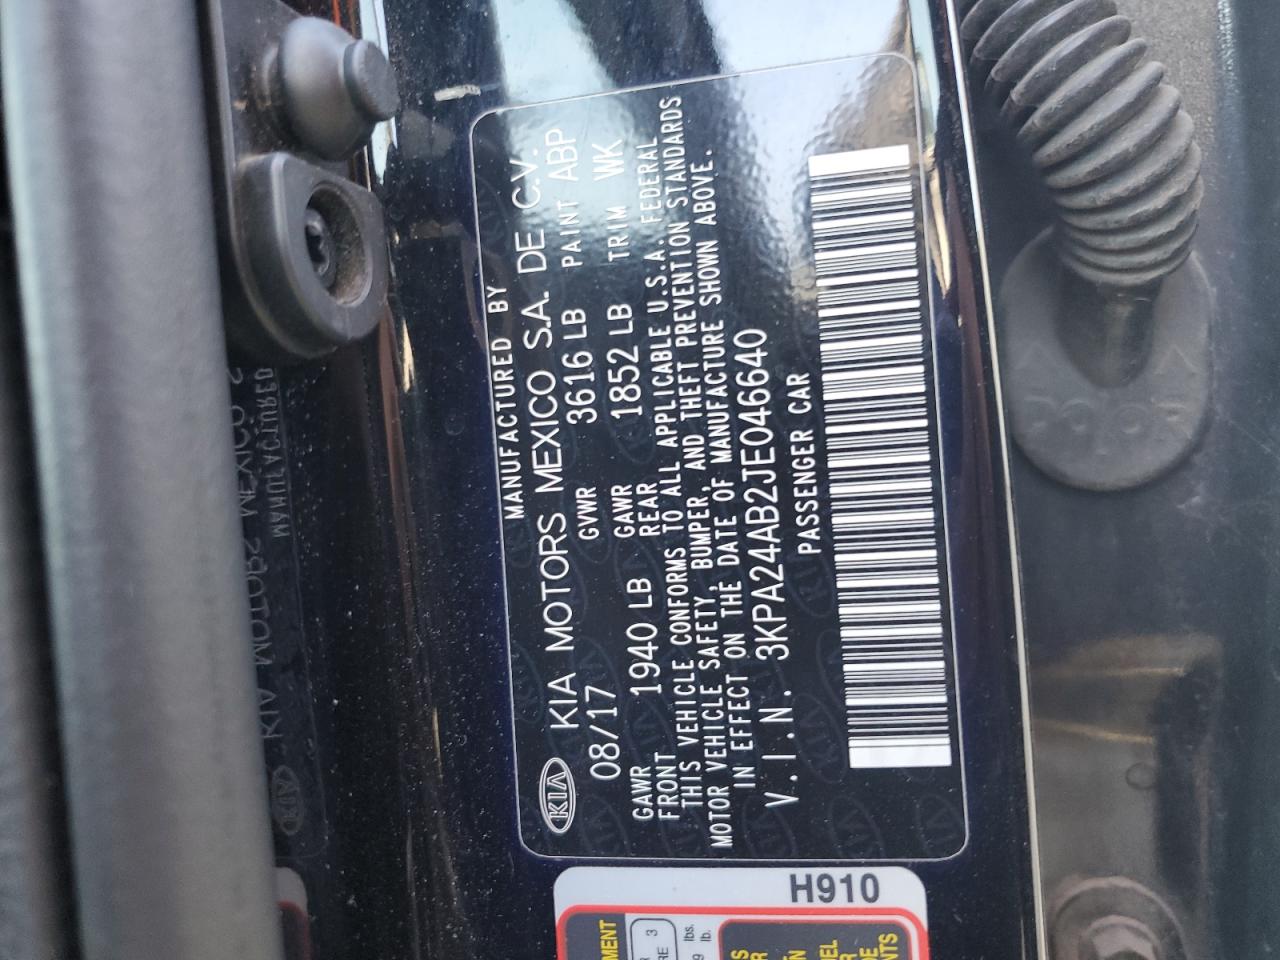 MANUFACTURED BY
KIA KIA MOTORS MEXICO S.A. DE C.V.
08/17 GVWR 3616 LB PAINT ABP
GAWR FRONT 1940 LB GAWR REAR 1852 LB TRIM WK
THIS VEHICLE CONFORMS TO ALL APPLICABLE U.S.A. FEDERAL
MOTOR VEHICLE SAFETY, BUMPER, AND THEFT PREVENTION STANDARDS
IN EFFECT ON THE DATE OF MANUFACTURE SHOWN ABOVE.
V.I.N. 3KPA24AB2JE046640
PASSENGER CAR
H910